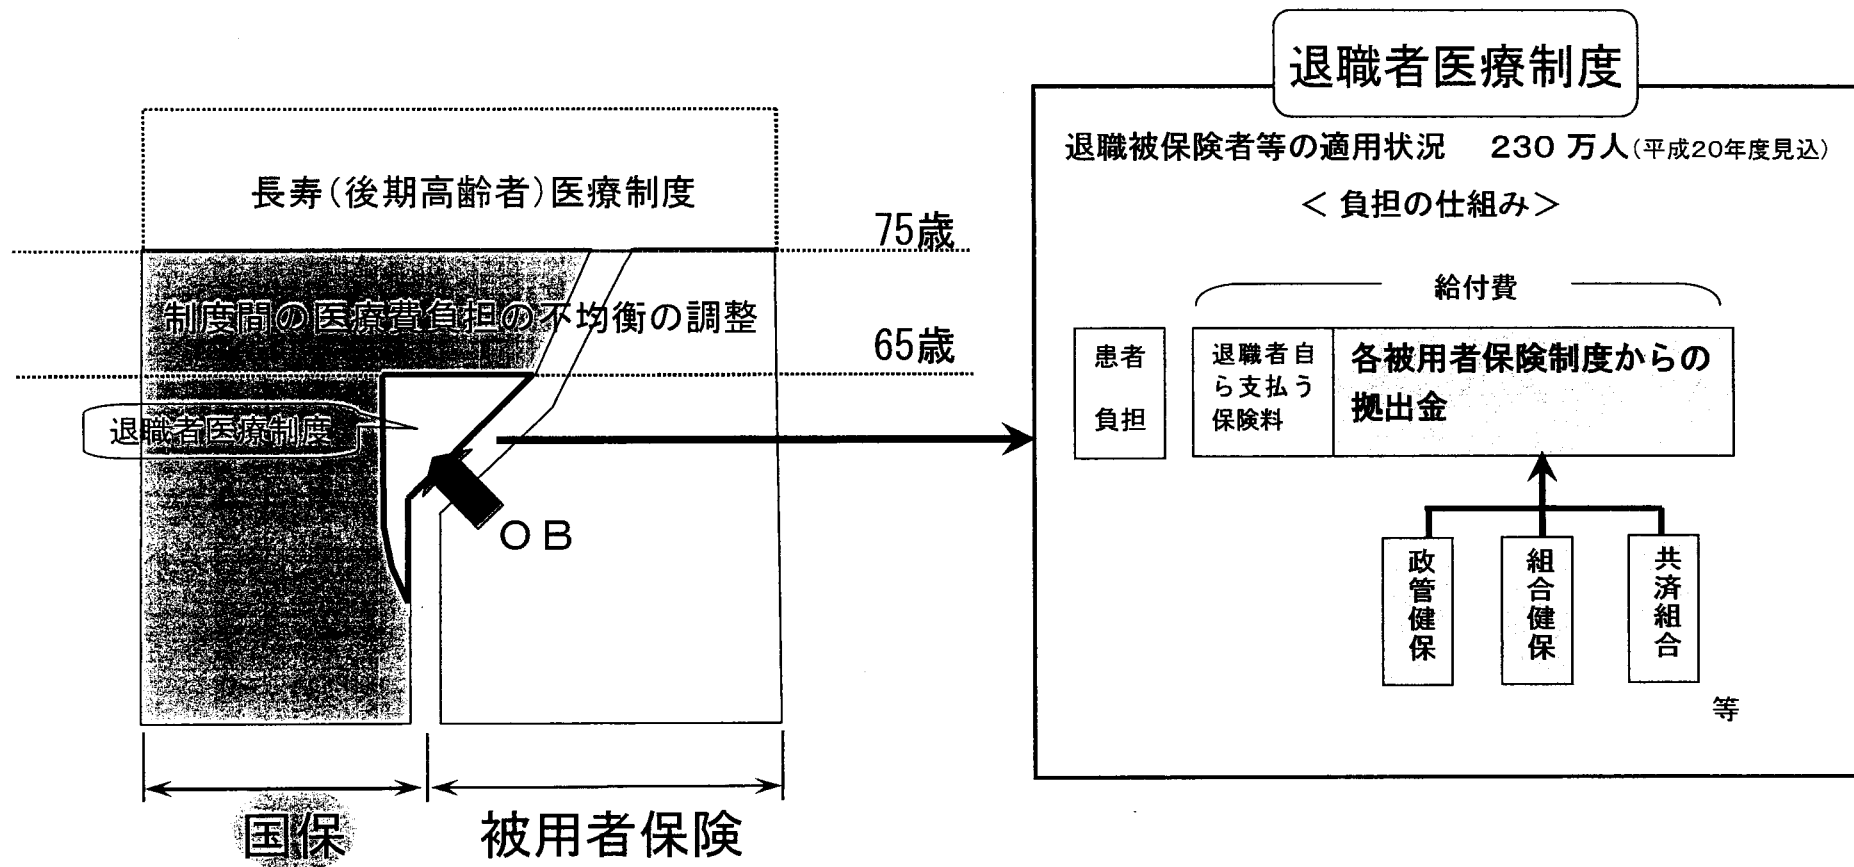 長寿(後期高齢者)医療制度
75歳
制度間の医療費負担の不均衡の調整
65歳
退職者医療制度
OB
国保
被用者保険
退職者医療制度
退職被保険者等の適用状況 230 万人(平成20年度見込)
< 負担の仕組み>
給付費
患者
負担
退職者自
ら支払う
保険料
各被用者保険制度からの
拠出金
政管健保
組合健保
共済組合
等